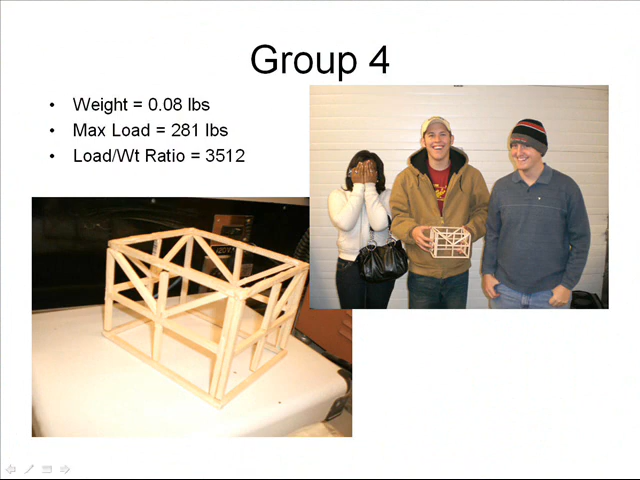 Group 4
• Weight = 0.08 lbs
• Max Load = 281 lbs
• Load/Wt Ratio = 3512